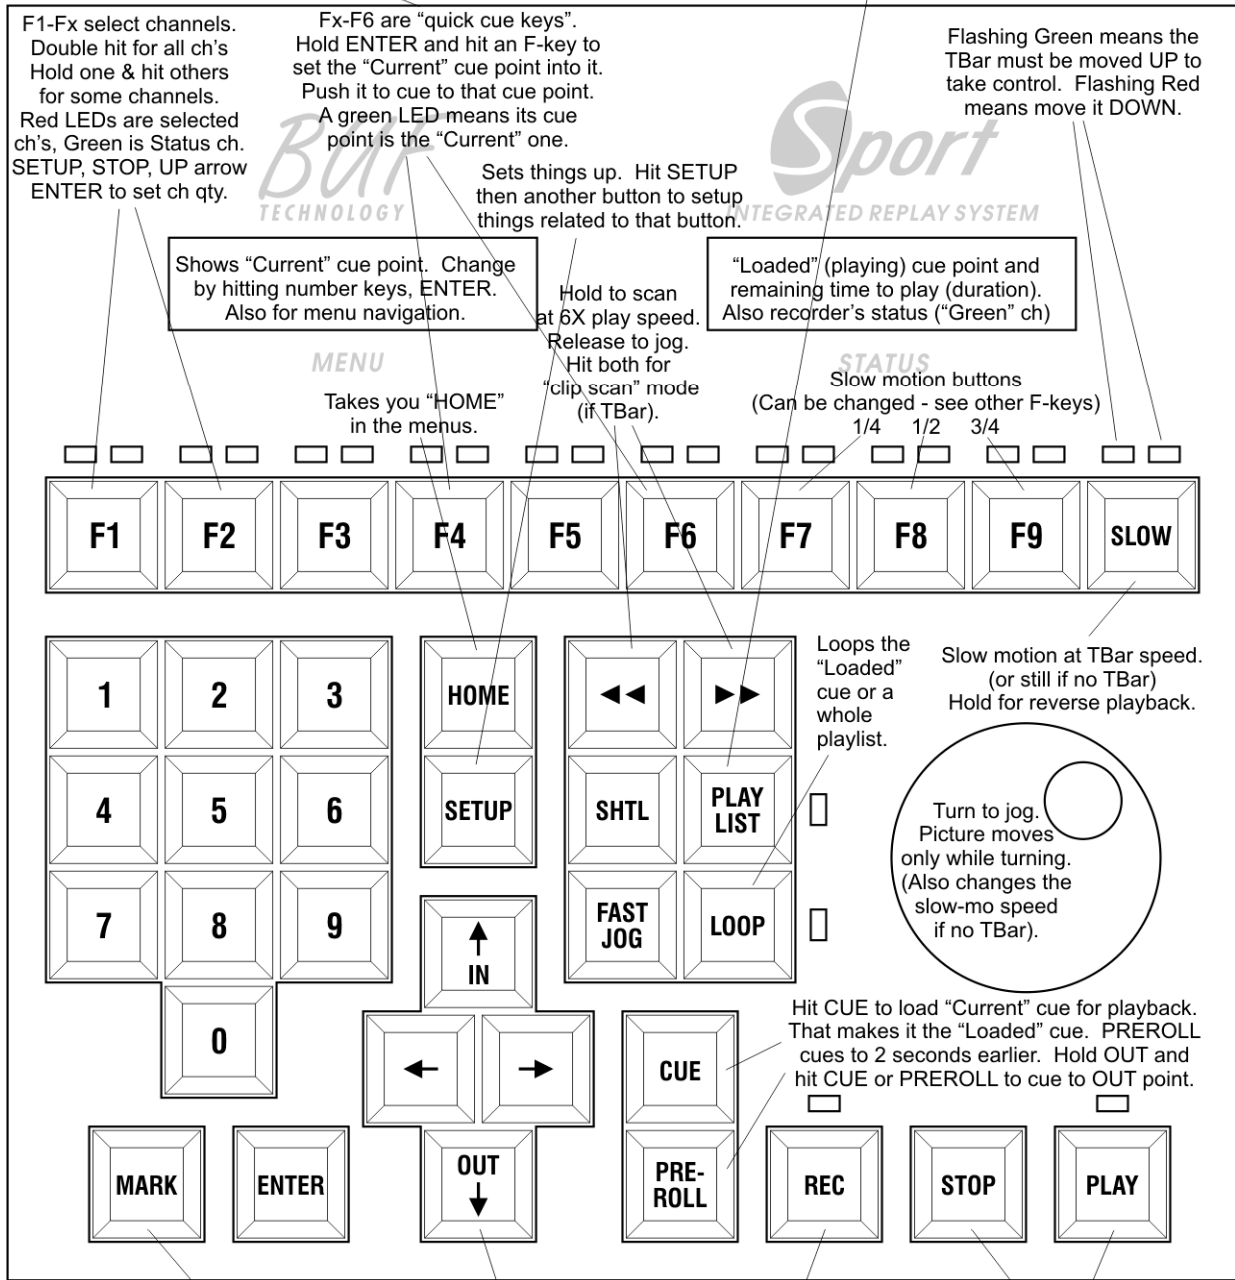 F1-Fx select channels.
Double hit for all ch's
Hold one & hit others
for some channels.
Red LEDs are selected
ch's, Green is Status ch.
SETUP, STOP, UP arrow
ENTER to set ch qty.
Fx-F6 are “quick cue keys”.
Hold ENTER and hit an F-key to
set the “Current” cue point into it.
Push it to cue to that cue point.
A green LED means its cue
point is the “Current” one.
Flashing Green means the
TBar must be moved UP to
take control. Flashing Red
means move it DOWN.
BUF
TECHNOLOGY
Sport
INTEGRATED REPLAY SYSTEM
Sets things up. Hit SETUP
then another button to setup
things related to that button.
Shows “Current” cue point. Change
by hitting number keys, ENTER.
Also for menu navigation.
“Loaded” (playing) cue point and
remaining time to play (duration).
Also recorder's status (“Green” ch)
Hold to scan
at 6X play speed.
Release to jog.
Hit both for
“clip scan” mode
(if TBar).
MENU
STATUS
Takes you “HOME”
in the menus.
Slow motion buttons
(Can be changed - see other F-keys)
1/4 1/2 3/4
F1 F2 F3 F4 F5 F6 F7 F8 F9 SLOW
Loops the
“Loaded”
cue or a
whole
playlist.
Slow motion at TBar speed.
(or still if no TBar)
Hold for reverse playback.
1 2 3
HOME
◄◄ ►►
4 5 6
SETUP
SHTL
PLAY
LIST
Turn to jog.
Picture moves
only while turning.
(Also changes the
slow-mo speed
if no TBar).
7 8 9
↑
IN
FAST
JOG
LOOP
0
← →
CUE
Hit CUE to load “Current” cue for playback.
That makes it the “Loaded” cue. PREROLL
cues to 2 seconds earlier. Hold OUT and
hit CUE or PREROLL to cue to OUT point.
MARK
ENTER
OUT
↓
PRE-
ROLL
REC
STOP
PLAY